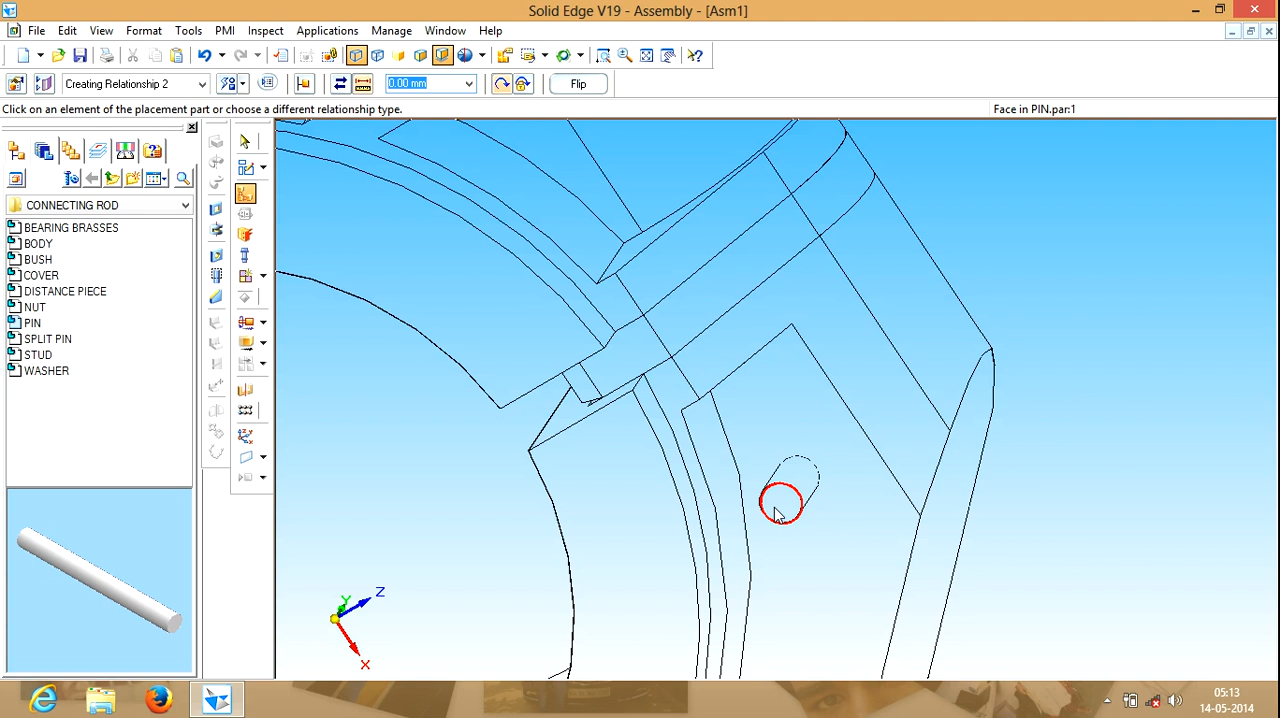 Solid Edge V19 - Assembly - [Asm1]
File Edit View Format Tools PMI Inspect Applications Manage Window Help
Creating Relationship 2 0.00 mm Flip
Click on an element of the placement part or choose a different relationship type. Face in PIN.par:1
CONNECTING ROD
BEARING BRASSES
BODY
BUSH
COVER
DISTANCE PIECE
NUT
PIN
SPLIT PIN
STUD
WASHER
Y Z
X
05:13
14-05-2014